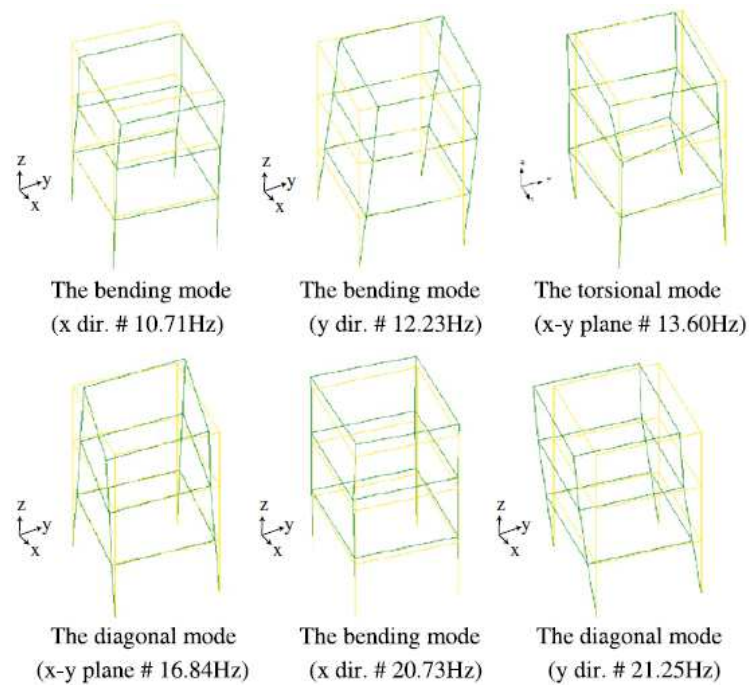 z
y
x
z
y
x
The bending mode
(x dir. # 10.71Hz)
The bending mode
(y dir. # 12.23Hz)
The torsional mode
(x-y plane # 13.60Hz)
z
y
x
z
y
x
z
y
x
The diagonal mode
(x-y plane # 16.84Hz)
The bending mode
(x dir. # 20.73Hz)
The diagonal mode
(y dir. # 21.25Hz)